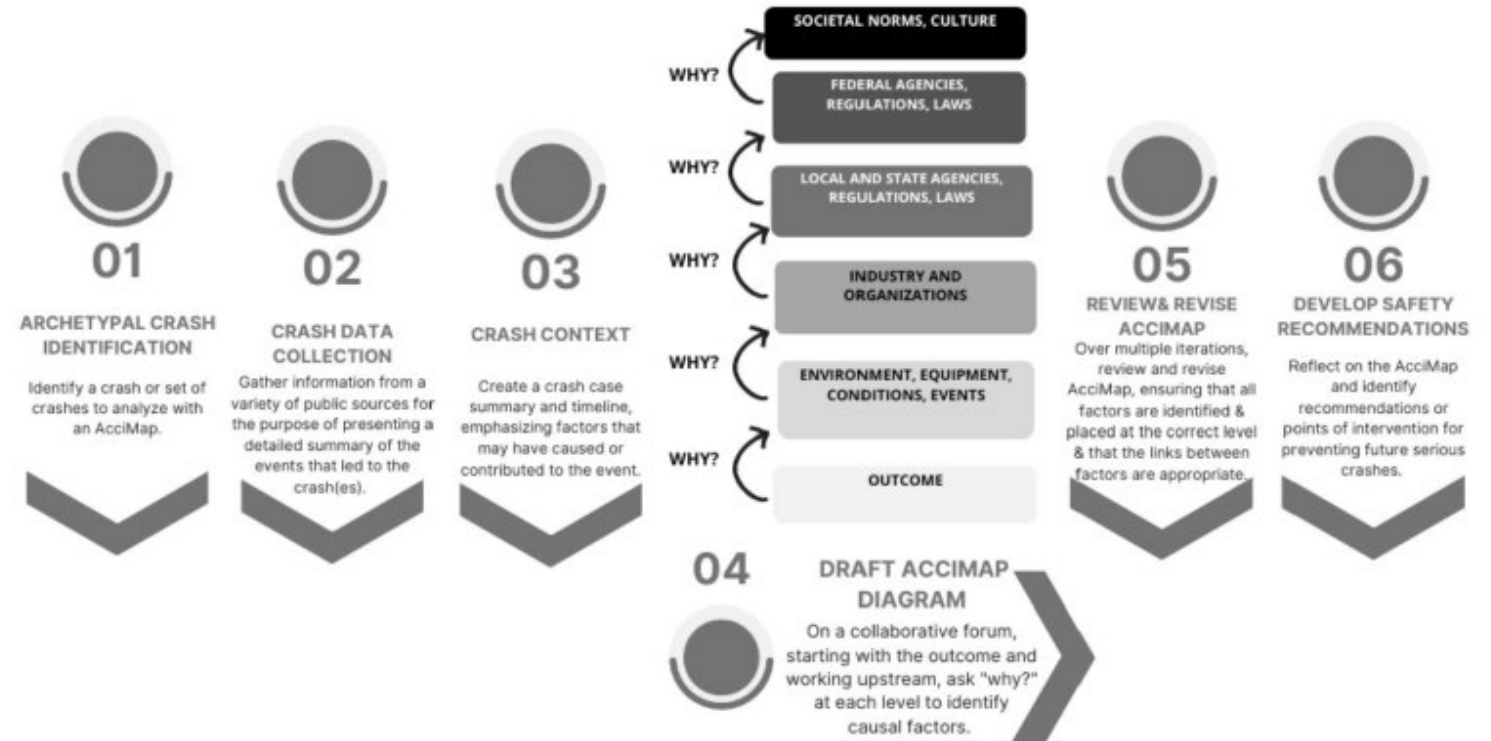 01
ARCHETYPAL CRASH
IDENTIFICATION
Identify a crash or set of
crashes to analyze with
an AcciMap.
02
CRASH DATA
COLLECTION
Gather information from a
variety of public sources for
the purpose of presenting a
detailed summary of the
events that led to the
crash(es).
03
CRASH CONTEXT
Create a crash case
summary and timeline,
emphasizing factors that
may have caused or
contributed to the event.
SOCIETAL NORMS, CULTURE
WHY?
FEDERAL AGENCIES,
REGULATIONS, LAWS
WHY?
LOCAL AND STATE AGENCIES,
REGULATIONS, LAWS
WHY?
INDUSTRY AND
ORGANIZATIONS
WHY?
ENVIRONMENT, EQUIPMENT,
CONDITIONS, EVENTS
WHY?
OUTCOME
04
DRAFT ACCIMAP
DIAGRAM
On a collaborative forum,
starting with the outcome and
working upstream, ask "why?"
at each level to identify
causal factors.
05
REVIEW& REVISE
ACCIMAP
Over multiple iterations,
review and revise
AcciMap, ensuring that all
factors are identified &
placed at the correct level
& that the links between
factors are appropriate.
06
DEVELOP SAFETY
RECOMMENDATIONS
Reflect on the AcciMap
and identify
recommendations or
points of intervention for
preventing future serious
crashes.